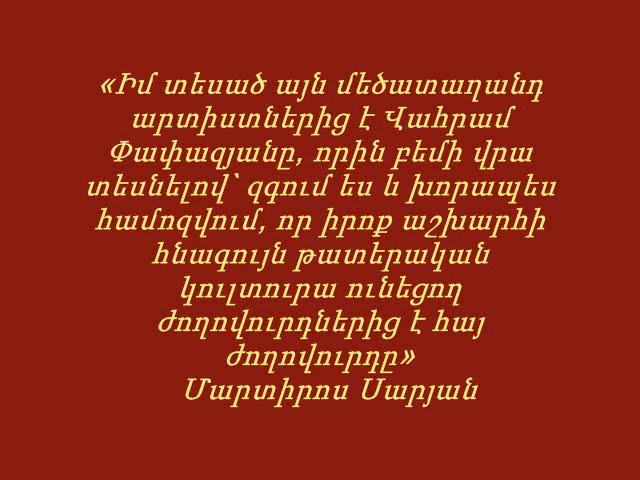 «Իմ տեսած այն մեծատաղանդ
արտիստներից է Վահրամ
Փափազյանը, որին բեմի վրա
տեսնելով՝ զգում ես և խորապես
համոզվում, որ իրոք աշխարհի
հնագույն թատերական
կուլտուրա ունեցող
ժողովուրդներից է հայ
ժողովուրդը»
Մարտիրոս Սարյան